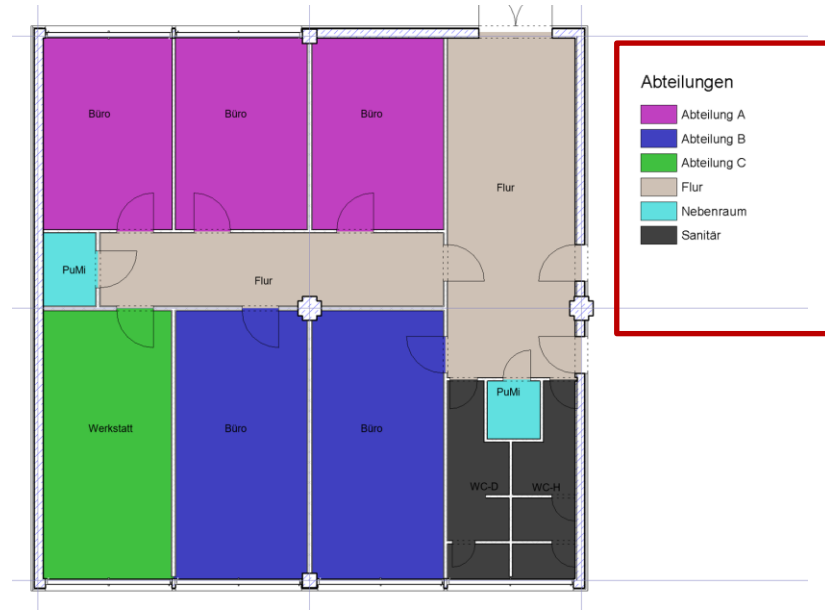 Büro
Büro
Büro
Flur
PuMi
Flur
Werkstatt
Büro
Büro
PuMi
WC-D
WC-H
Abteilungen
Abteilung A
Abteilung B
Abteilung C
Flur
Nebenraum
Sanitär